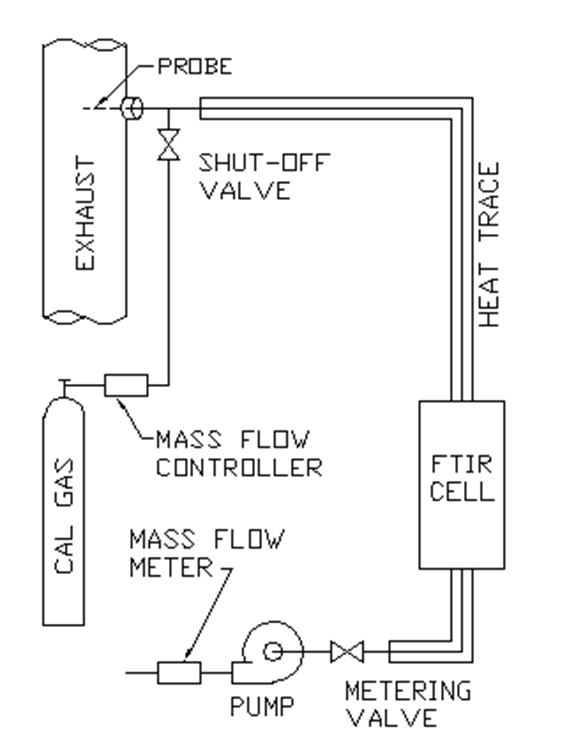 PROBE
SHUT-OFF
VALVE
EXHAUST
HEAT TRACE
MASS FLOW
CONTROLLER
FTIR
CELL
CAL GAS
MASS FLOW
METER
PUMP
METERING
VALVE